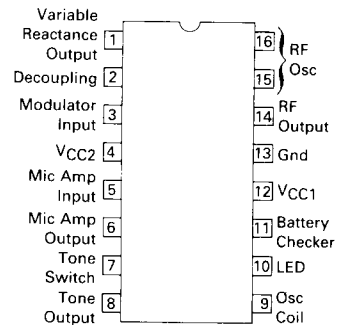 Variable
Reactance
Output
1
Decoupling
2
Modulator
Input
3
VCC2
4
Mic Amp
Input
5
Mic Amp
Output
6
Tone
Switch
7
Tone
Output
8
16
15
RF
Osc
14
RF
Output
13
Gnd
12
VCC1
11
Battery
Checker
10
LED
9
Osc
Coil